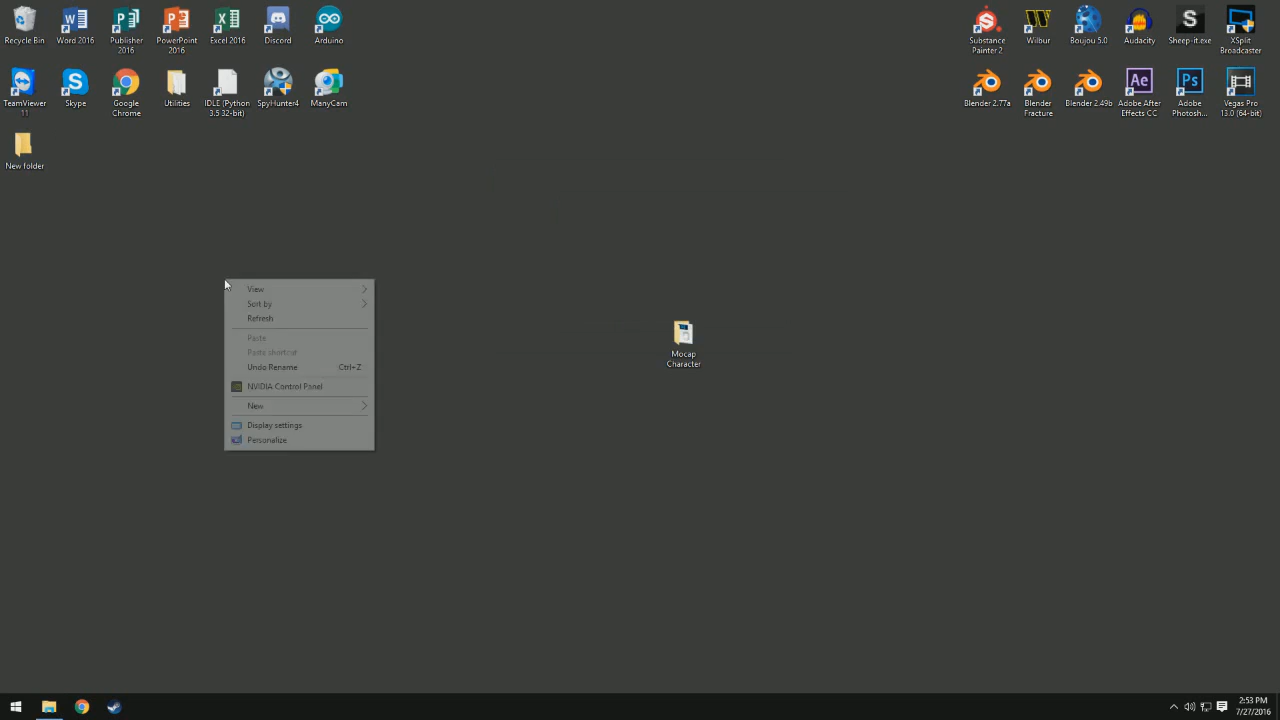 Recycle Bin
Word 2016
Publisher
2016
PowerPoint
2016
Excel 2016
Discord
Arduino
Substance
Painter 2
Wilbur
Boujou 5.0
Audacity
Sheep-it.exe
XSplit
Broadcaster
TeamViewer
11
Skype
Google
Chrome
Utilities
IDLE (Python
3.5 32-bit)
SpyHunter4
ManyCam
Blender 2.77a
Blender
Fracture
Blender 2.49b
Adobe After
Effects CC
Adobe
Photosh...
Vegas Pro
13.0 (64-bit)
New folder
View
Sort by
Refresh
Paste
Paste shortcut
Undo Rename Ctrl+Z
NVIDIA Control Panel
New
Display settings
Personalize
Mocap
Character
2:53 PM
7/27/2016